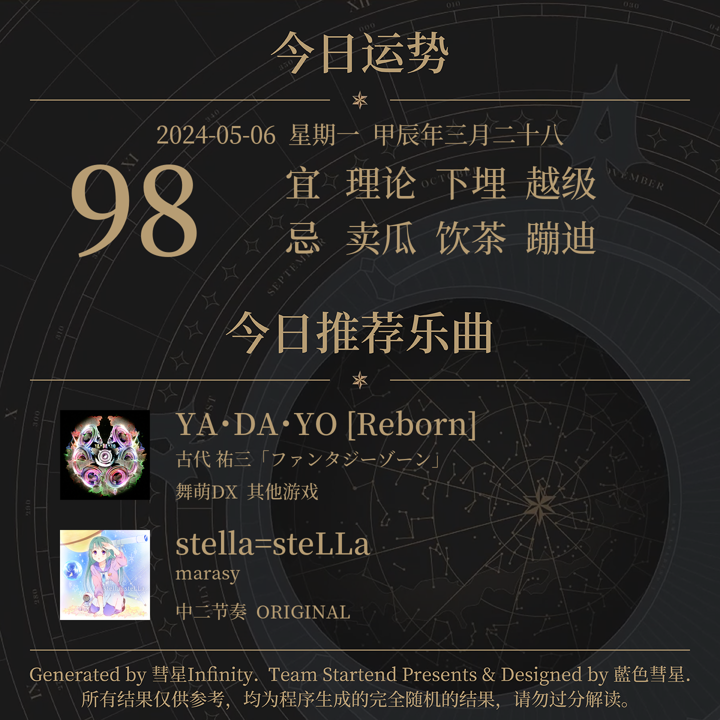 今日运势
2024-05-06 星期一 甲辰年三月二十八
98
宜 理论 下埋 越级
忌 卖瓜 饮茶 蹦迪
今日推荐乐曲
YA・DA・YO [Reborn]
古代 祐三「ファンタジーゾーン」
舞萌DX 其他游戏
stella=steLLa
marasy
中二节奏 ORIGINAL
Generated by 彗星Infinity. Team Startend Presents & Designed by 藍色彗星.
所有结果仅供参考，均为程序生成的完全随机的结果，请勿过分解读。
SEPTEMBER